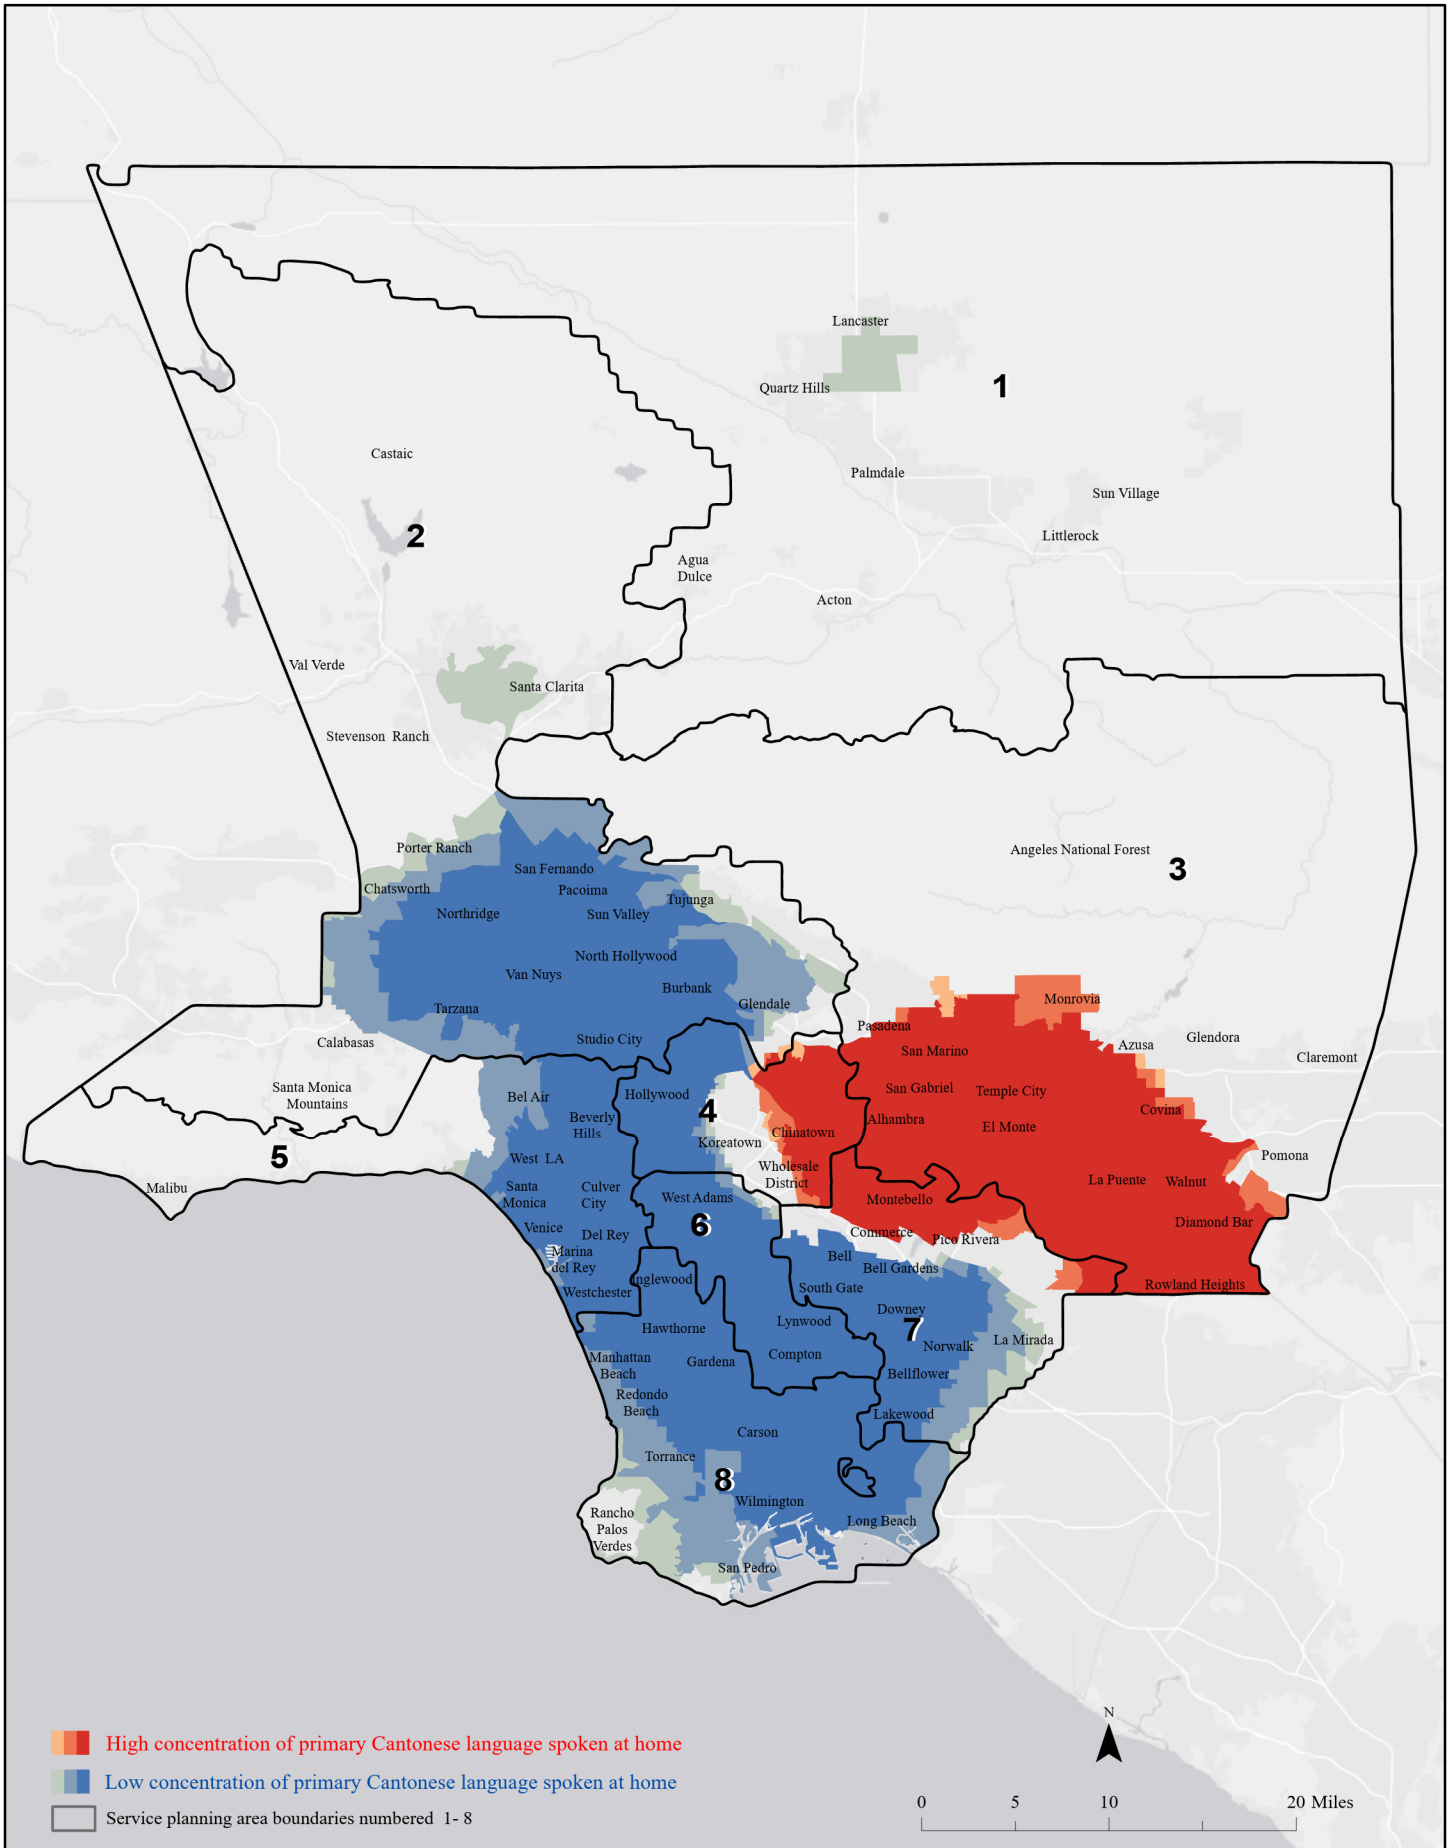 Lancaster
1
Quartz Hills
Castaic
Palmdale
Sun Village
2
Littlerock
Agua
Dulce
Acton
Val Verde
Santa Clarita
Stevenson Ranch
Porter Ranch
Angeles National Forest
3
San Fernando
Chatsworth
Pacoima
Tujunga
Northridge
Sun Valley
North Hollywood
Van Nuys
Burbank
Glendale
Monrovia
Tarzana
Pasadena
Studio City
Calabasas
San Marino
Azusa
Glendora
Claremont
Santa Monica
Mountains
Bel Air
Hollywood
San Gabriel
Temple City
4
Beverly
Hills
Chinatown
Alhambra
Covina
El Monte
Koreatown
5
West LA
Wholesale
District
Pomona
Malibu
Santa
Monica
Culver
City
West Adams
Montebello
La Puente
Walnut
Venice
Del Rey
6
Commerce
Pico Rivera
Diamond Bar
Marina
del Rey
Bell
Bell Gardens
Inglewood
Westchester
South Gate
Rowland Heights
Downey
Hawthorne
Lynwood
7
Norwalk
La Mirada
Manhattan
Beach
Gardena
Compton
Bellflower
Redondo
Beach
Lakewood
Carson
Torrance
8
Wilmington
Rancho
Palos
Verdes
Long Beach
San Pedro
N
High concentration of primary Cantonese language spoken at home
Low concentration of primary Cantonese language spoken at home
Service planning area boundaries numbered 1- 8
0 5 10 20 Miles